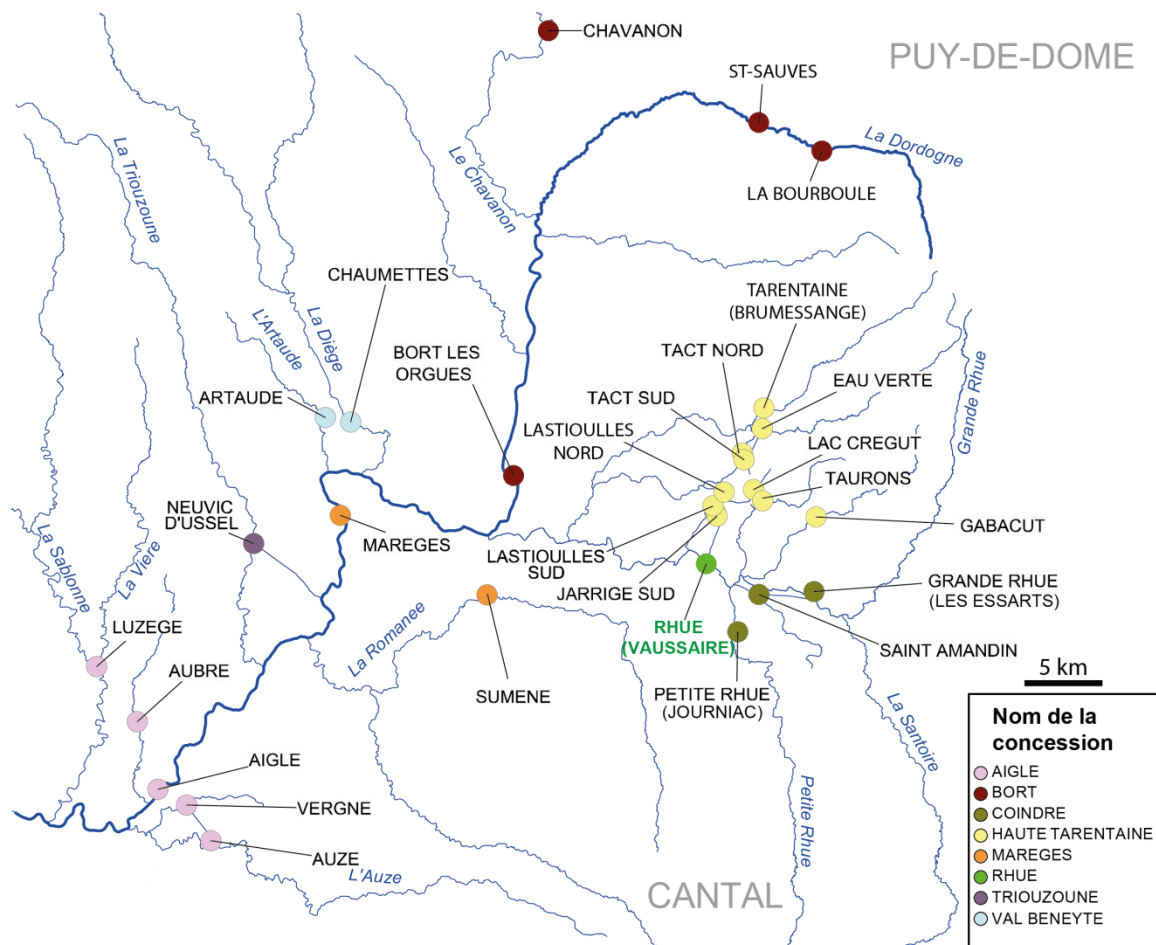 CHAVANON
PUY-DE-DOME
ST-SAUVES
La Dordogne
La Triouzoune
Le Chavanon
LA BOURBOULE
CHAUMETTES
L'Artaude
La Diège
TARENTAINE
(BRUMESSANGE)
BORT LES
ORGUES
TACT NORD
EAU VERTE
Grande Rhue
ARTAUDE
TACT SUD
LASTIOULLES
NORD
LAC CREGUT
TAURONS
NEUVIC
D'USSEL
MAREGES
GABACUT
La Sablonne
La Viere
LASTIOULLES
SUD
JARRIGE SUD
GRANDE RHUE
(LES ESSARTS)
LUZEGE
La Romanee
RHUE
(VAUSSAIRE)
SAINT AMANDIN
AUBRE
SUMENE
PETITE RHUE
(JOURNIAC)
5 km
La Santoire
AIGLE
VERGNE
Petite Rhue
AUZE
L'Auze
CANTAL
Nom de la
concession
AIGLE
BORT
COINDRE
HAUTE TARENTAINE
MAREGES
RHUE
TRIOUZOUNE
VAL BENEYTE